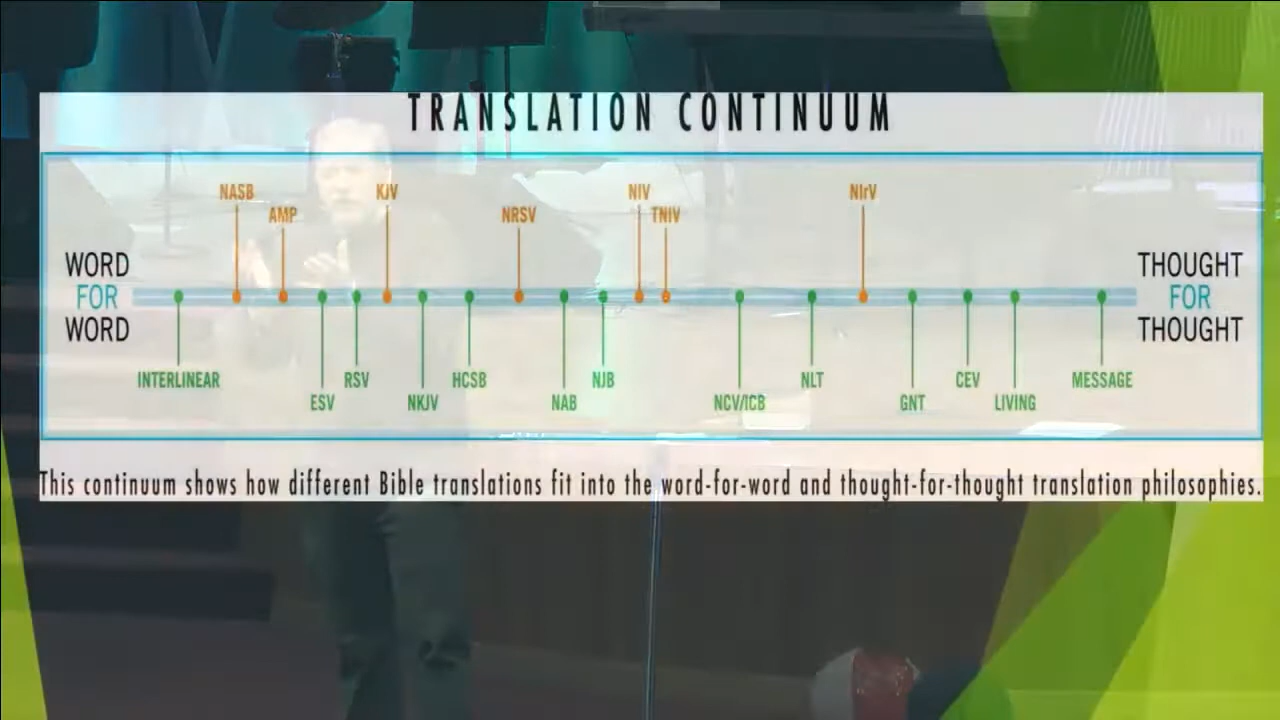 TRANSLATION CONTINUUM
NASB
KJV
NIV
NIrV
AMP
NRSV
TNIV
WORD
FOR
WORD
THOUGHT
FOR
THOUGHT
INTERLINEAR
RSV
HCSB
NJB
NLT
CEV
MESSAGE
ESV
NKJV
NAB
NCV/ICB
GNT
LIVING
This continuum shows how different Bible translations fit into the word-for-word and thought-for-thought translation philosophies.